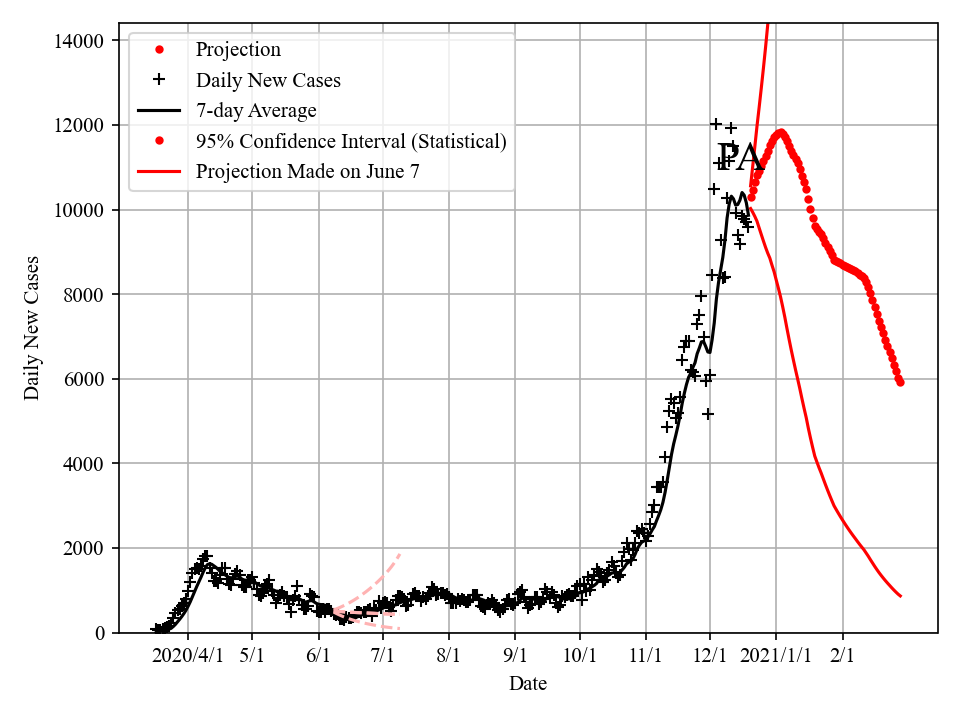 14000
12000
10000
8000
6000
4000
2000
0
Daily New Cases
Projection
Daily New Cases
7-day Average
95% Confidence Interval (Statistical)
Projection Made on June 7
PA
2020/4/1 5/1 6/1 7/1 8/1 9/1 10/1 11/1 12/1 2021/1/1 2/1
Date